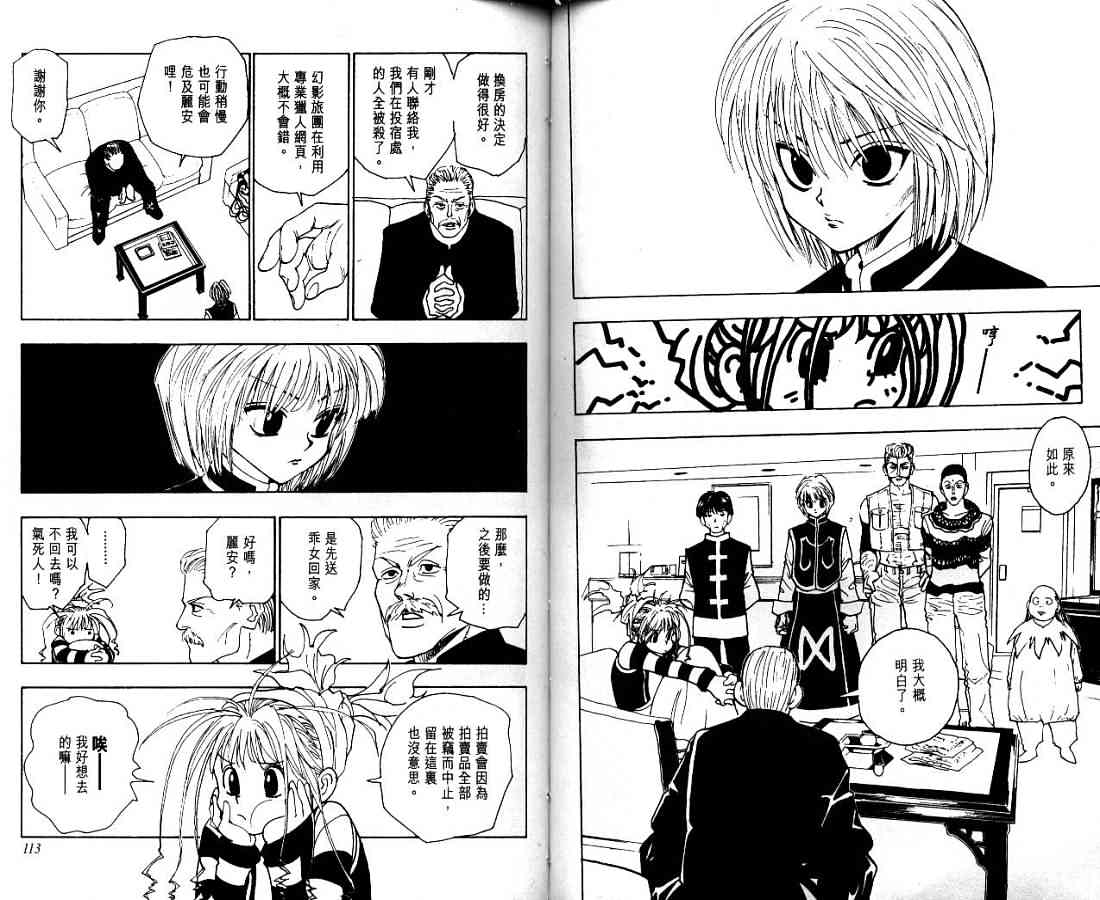 哼
原來
如此。
我大概
明白了。
換房的決定
做得很好。
剛才
有人聯絡我，
我們在投宿處
的人全被殺了。
幻影旅團在利用
專業獵人網頁，
大概不會錯。
行動稍慢
也可能會
危及麗安
哩！
謝謝你。
那麼，
之後要做的…
是先送
乖女回家。
好嗎，
麗安？
………
我可以
不回去嗎？
氣死人！
拍賣會因為
拍賣品全部
被竊而中止，
留在這裏
也沒意思。
唉——
我好想去
的嘛——
113